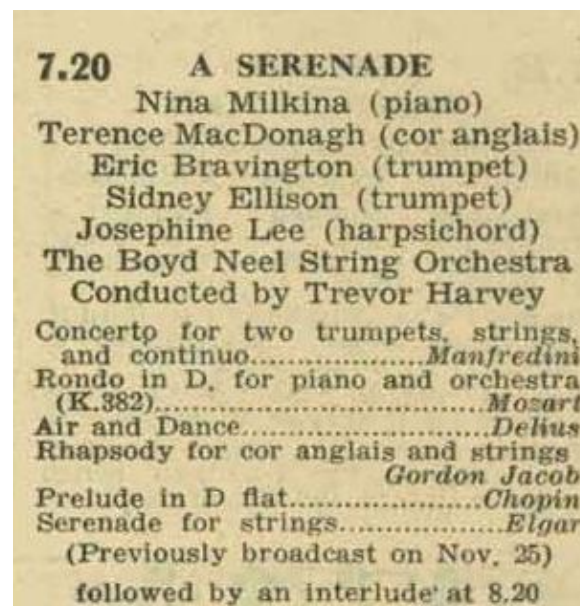 7.20 A SERENADE
Nina Milkina (piano)
Terence MacDonagh (cor anglais)
Eric Bravington (trumpet)
Sidney Ellison (trumpet)
Josephine Lee (harpsichord)
The Boyd Neel String Orchestra
Conducted by Trevor Harvey
Concerto for two trumpets, strings,
and continuo...................Manfredini
Rondo in D, for piano and orchestra
(K.382)..................................Mozart
Air and Dance..........................Delius
Rhapsody for cor anglais and strings
Gordon Jacob
Prelude in D flat....................Chopin
Serenade for strings.................Elgar
(Previously broadcast on Nov. 25)
followed by an interlude at 8.20